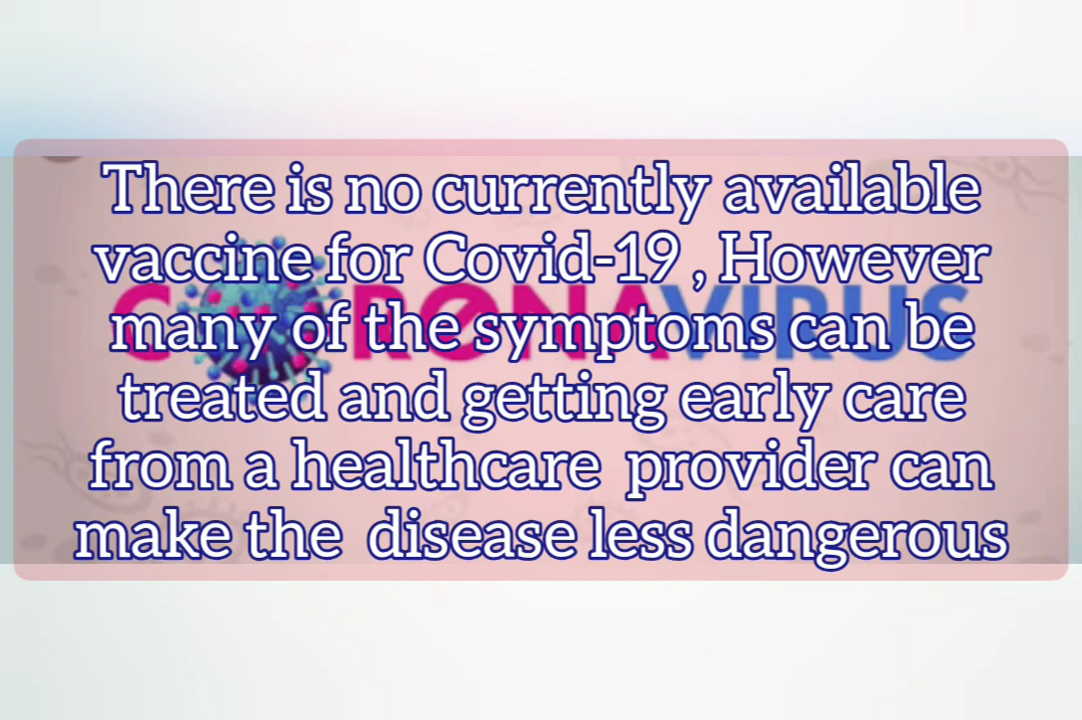 There is no currently available
vaccine for Covid-19 , However
many of the symptoms can be
treated and getting early care
from a healthcare  provider can
make the  disease less dangerous
CORONAVIRUS